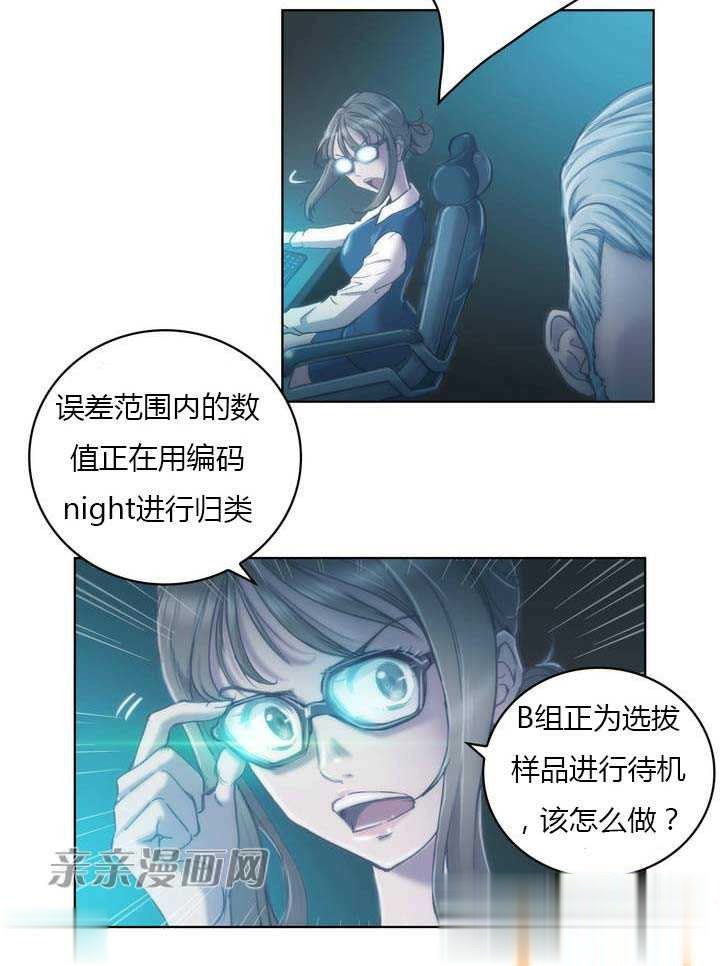 误差范围内的数
值正在用编码
night进行归类
B组正为选拔
样品进行待机
，该怎么做？
亲亲漫画网